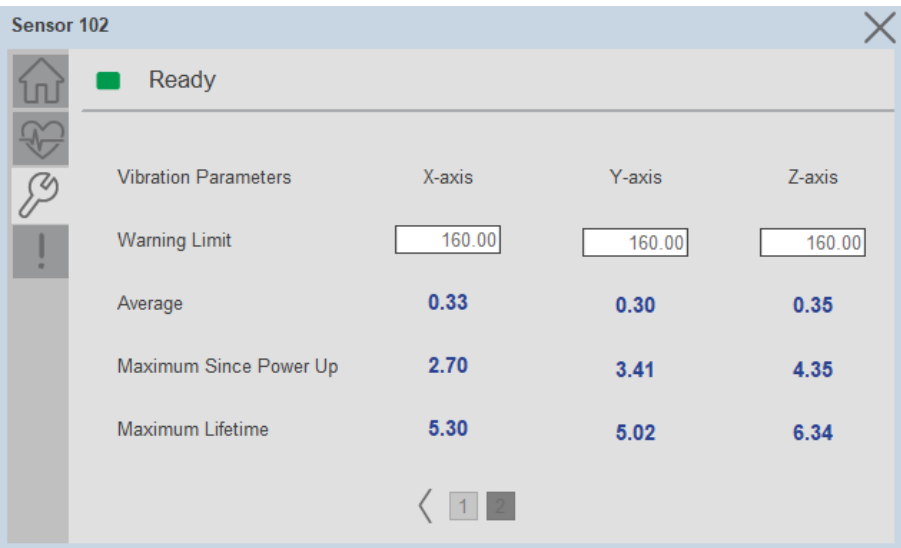 Sensor 102
Ready
Vibration Parameters X-axis Y-axis Z-axis
Warning Limit 160.00 160.00 160.00
Average 0.33 0.30 0.35
Maximum Since Power Up 2.70 3.41 4.35
Maximum Lifetime 5.30 5.02 6.34
1 2